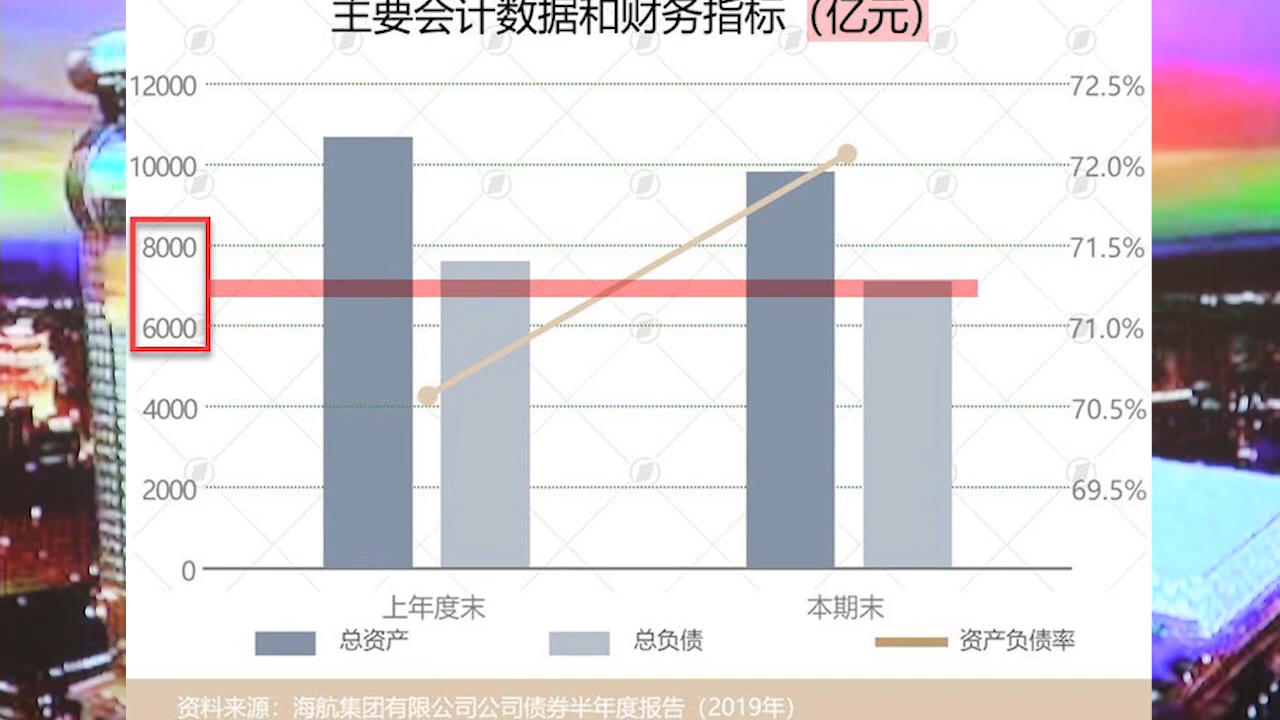 主要会计数据和财务指标（亿元）
12000 72.5%
10000 72.0%
8000 71.5%
6000 71.0%
4000 70.5%
2000 69.5%
0
上年度末 本期末
总资产 总负债 资产负债率
资料来源：海航集团有限公司公司债券半年度报告（2019年）